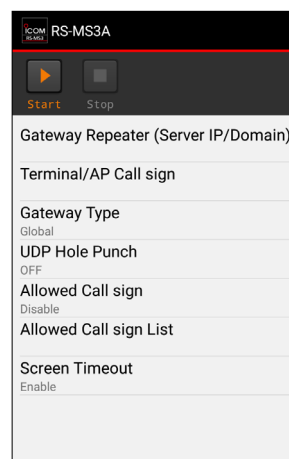 ICOM
RS-MS3
RS-MS3A
Start Stop
Gateway Repeater (Server IP/Domain)
Terminal/AP Call sign
Gateway Type
Global
UDP Hole Punch
OFF
Allowed Call sign
Disable
Allowed Call sign List
Screen Timeout
Enable